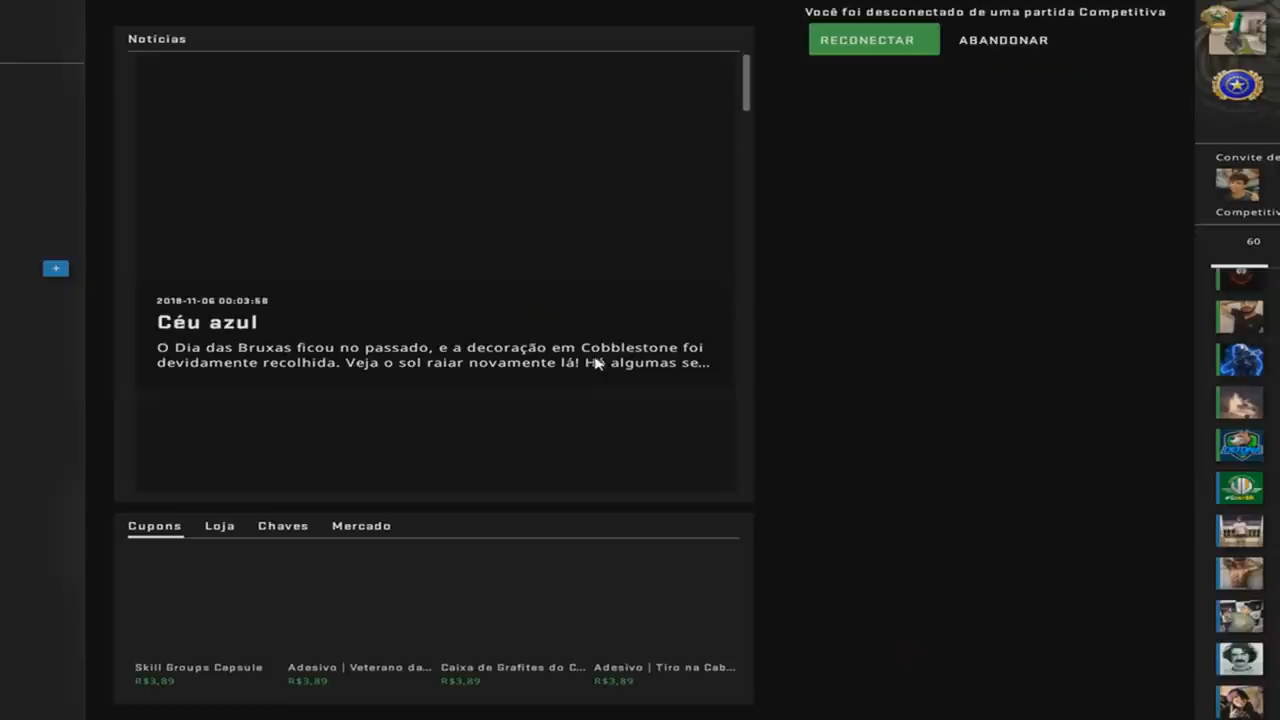 Você foi desconectado de uma partida Competitiva
RECONECTAR
ABANDONAR
Notícias
2018-11-06 00:03:58
Céu azul
O Dia das Bruxas ficou no passado, e a decoração em Cobblestone foi
devidamente recolhida. Veja o sol raiar novamente lá! Há algumas se...
Cupons Loja Chaves Mercado
Skill Groups Capsule
R$3,89
Adesivo | Veterano da...
R$3,89
Caixa de Grafites do C...
R$3,89
Adesivo | Tiro na Cab...
R$3,89
Convite de
Competitiv
60